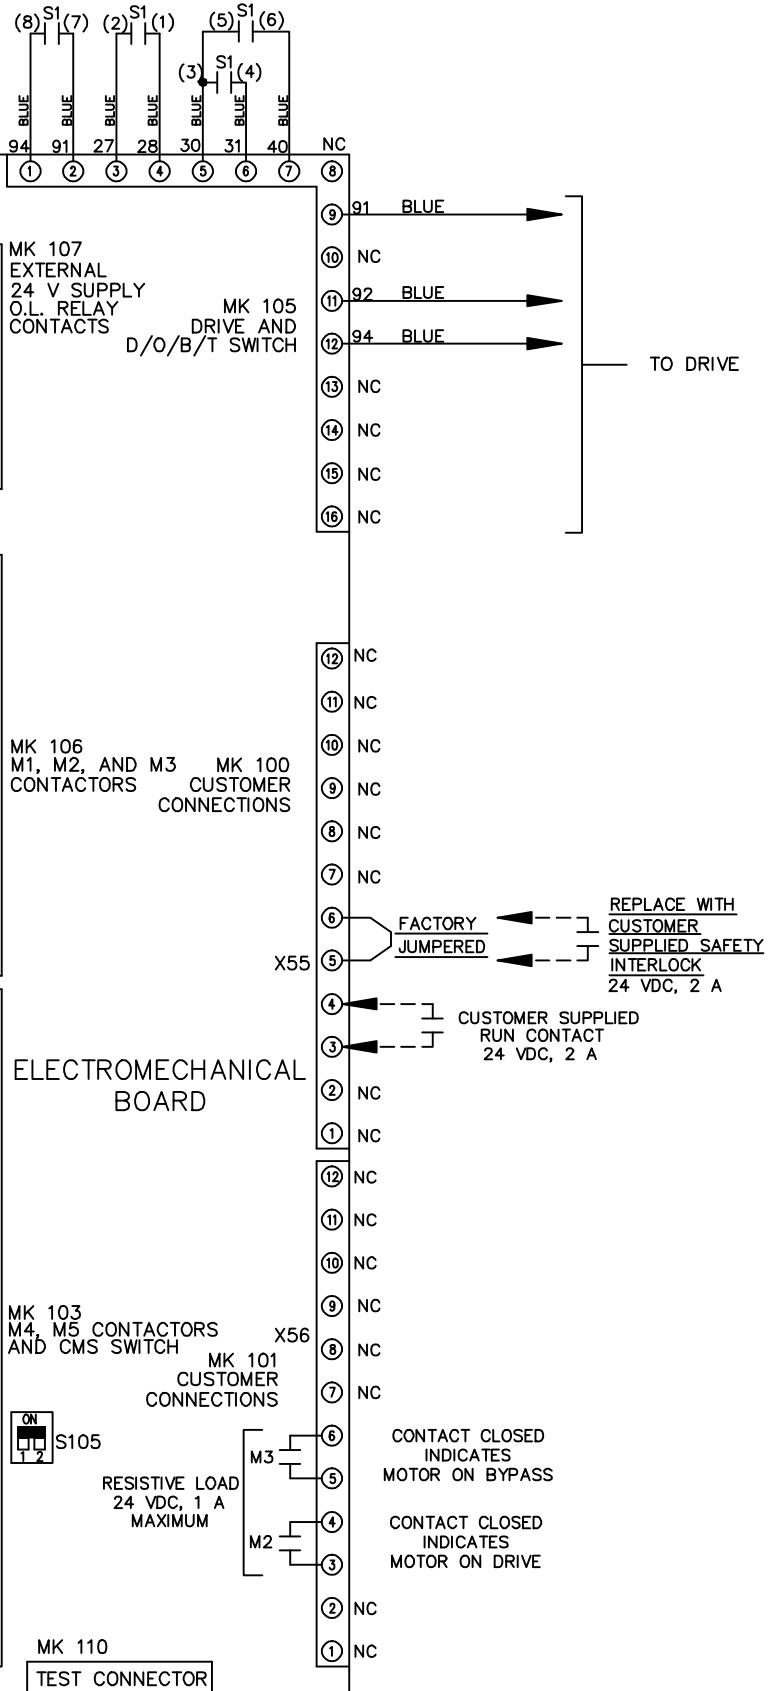 S1 S1 S1
(8) (7) (2) (1) (5) (6)
S1
(3) (4)
BLUE BLUE BLUE BLUE BLUE BLUE BLUE
94 91 27 28 30 31 40 NC
1 2 3 4 5 6 7 8
9 91 BLUE
MK 107
EXTERNAL
24 V SUPPLY
O.L. RELAY
CONTACTS
10 NC
MK 105
DRIVE AND
D/O/B/T SWITCH
11 92 BLUE
12 94 BLUE
TO DRIVE
13 NC
14 NC
15 NC
16 NC
12 NC
11 NC
10 NC
MK 106
M1, M2, AND M3
CONTACTORS
MK 100
CUSTOMER
CONNECTIONS
9 NC
8 NC
7 NC
6
FACTORY
JUMPERED
REPLACE WITH
CUSTOMER
SUPPLIED SAFETY
INTERLOCK
24 VDC, 2 A
X55
5
4
CUSTOMER SUPPLIED
RUN CONTACT
24 VDC, 2 A
3
ELECTROMECHANICAL
BOARD
2 NC
1 NC
12 NC
11 NC
10 NC
9 NC
MK 103
M4, M5 CONTACTORS
AND CMS SWITCH
X56
8 NC
MK 101
CUSTOMER
CONNECTIONS
7 NC
ON
1 2
S105
6
M3
5
CONTACT CLOSED
INDICATES
MOTOR ON BYPASS
RESISTIVE LOAD
24 VDC, 1 A
MAXIMUM
4
M2
3
CONTACT CLOSED
INDICATES
MOTOR ON DRIVE
2 NC
1 NC
MK 110
TEST CONNECTOR